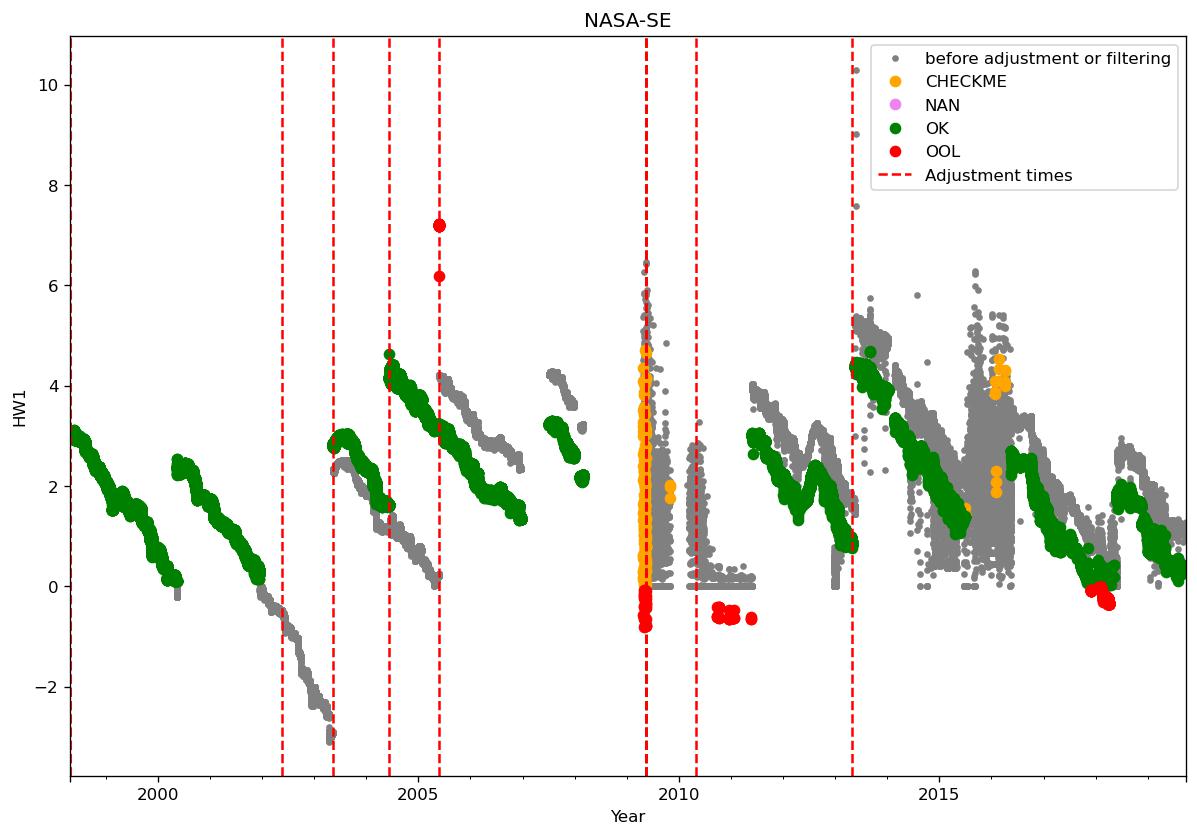 NASA-SE
before adjustment or filtering
CHECKME
NAN
OK
OOL
Adjustment times
HW1
10
8
6
4
2
0
−2
2000
2005
2010
2015
Year